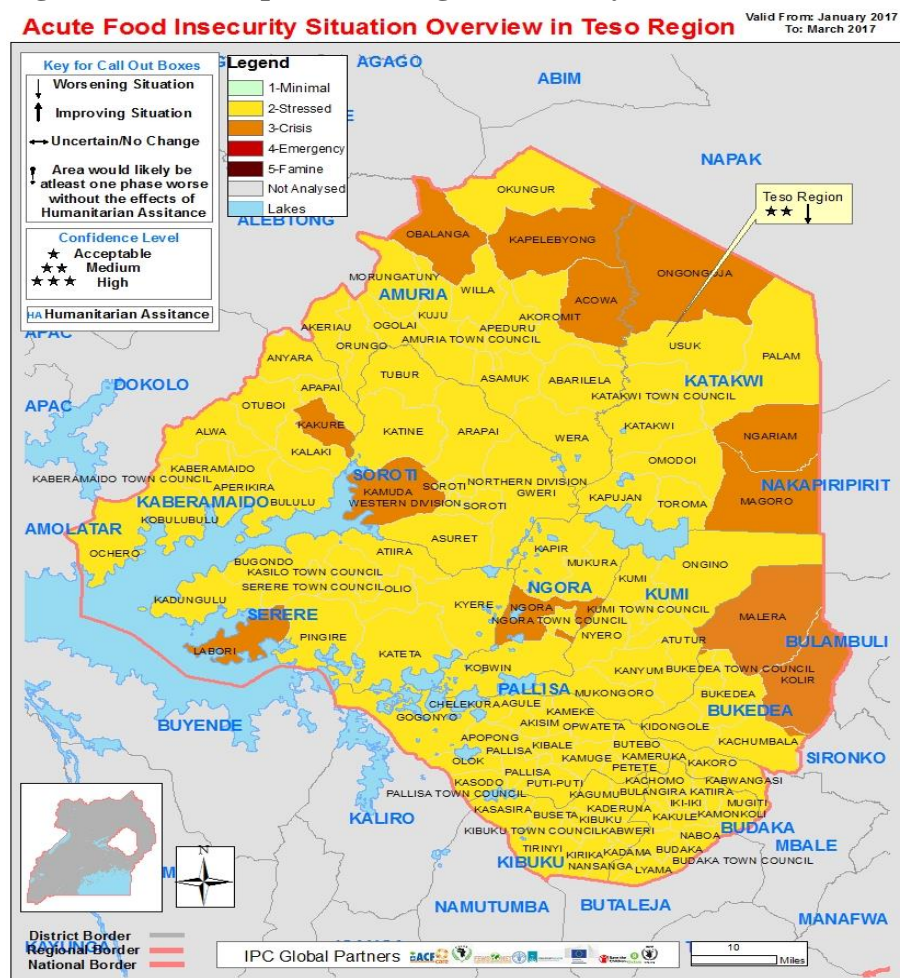 Acute Food Insecurity Situation Overview in Teso Region
Valid From: January 2017
To: March 2017
Key for Call Out Boxes
Worsening Situation
Improving Situation
Uncertain/No Change
Area would likely be
atleast one phase worse
without the effects of
Humanitarian Assitance
Confidence Level
Acceptable
Medium
High
HA Humanitarian Assitance
Legend
1-Minimal
2-Stressed
3-Crisis
4-Emergency
5-Famine
Not Analysed
Lakes
AGAGO
ABIM
NAPAK
ALEBTONG
Teso Region
OKUNGUR
OBALANGA
KAPELEBYONG
ONGONGOJA
MORUNGATUNY
WILLA
ACOWA
AMURIA
KUJU
AKOROMIT
AKERIAU
OGOLAI
APEDURU
AMURIA TOWN COUNCIL
ORUNGO
USUK
PALAM
ANYARA
APAC
DOKOLO
TUBUR
ASAMUK
ABARILELA
KATAKWI
KATAKWI TOWN COUNCIL
APAPAI
OTUBOI
APAC
KAKURE
KATINE
ARAPAI
WERA
KATAKWI
NGARIAM
ALWA
KALAKI
OMODOI
KABERAMAIDO
KABERAMAIDO TOWN COUNCIL
APERIKIRA
SOROTI
KAMUDA
SOROTI
NORTHERN DIVISION
NAKAPIRIPIRIT
KABERAMAIDO
BULULU
WESTERN DIVISION
SOROTI
GWERI
KAPUJAN
TOROMA
MAGORO
AMOLATAR
KOBULUBULU
OCHERO
ASURET
ATIIRA
KAPIR
BUGONDO
MUKURA
ONGINO
KASILO TOWN COUNCIL
SERERE TOWN COUNCIL
OLIO
NGORA
KUMI
KUMI
KADUNGULU
KYERE
NGORA
KUMI TOWN COUNCIL
SERERE
NGORA TOWN COUNCIL
MALERA
LABORI
PINGIRE
NYERO
ATUTUR
BULAMBULI
KATETA
KOBWIN
KANYUM
BUKEDEA TOWN COUNCIL
KOLIR
PALLISA
MUKONGORO
BUKEDEA
CHELEKURA
AGULE
KAMEKE
BUKEDEA
BUYENDE
GOGONYO
AKISIM
OPWATETA
KIDONGOLE
APOPONG
BUTEBO
KACHUMBALA
PALLISA
KIBALE
KAMUGE
KAMERUKA
SIRONKO
OLOK
PETETE
KAKORO
PALLISA
KACHOMO
KABWANGASI
KASODO
PUTI-PUTI
BULANGIRA
KATIIRA
PALLISA TOWN COUNCIL
KAGUMU
IKI-IKI
MUGITI
KASASIRA
KADERUNA
KAMONKOLI
KALIRO
BUSETA
KIBUKU
KAKULE
BUDAKA
KIBUKU TOWN COUNCIL
KABWERI
NABOA
MBALE
TIRINYI
KADAMA
BUDAKA
KIBUKU
KIRIKA
BUDAKA TOWN COUNCIL
NANSANGA
LYAMA
NAMUTUMBA
BUTALEJA
MANAFWA
N
District Border
Regional Border
National Border
IPC Global Partners
10
Miles